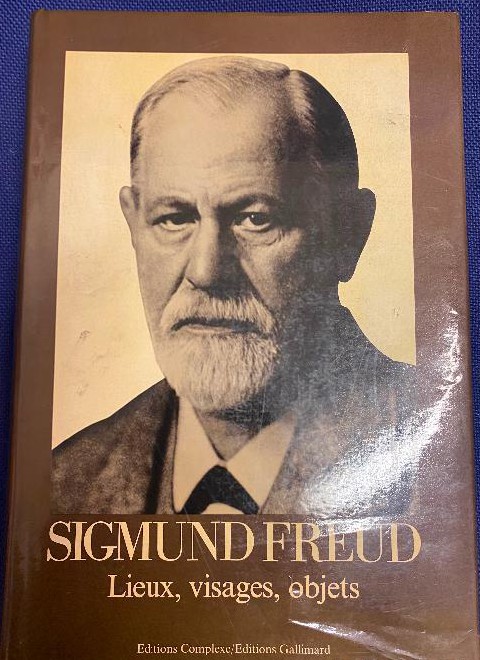 SIGMUND FREUD
Lieux, visages, objets
Editions Complexe/Editions Gallimard